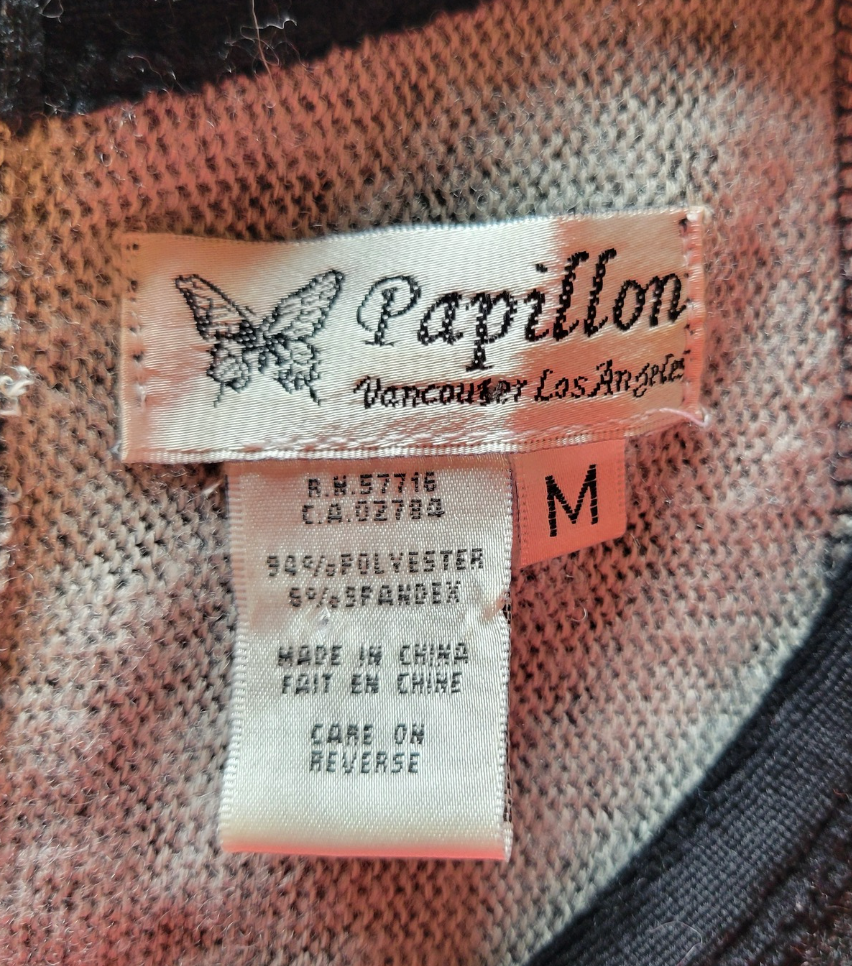 Papillon
Vancouver Los Angeles
M
R.N.57716
C.A.02784
94%POLYESTER
6%SPANDEX
MADE IN CHINA
FAIT EN CHINE
CARE ON
REVERSE